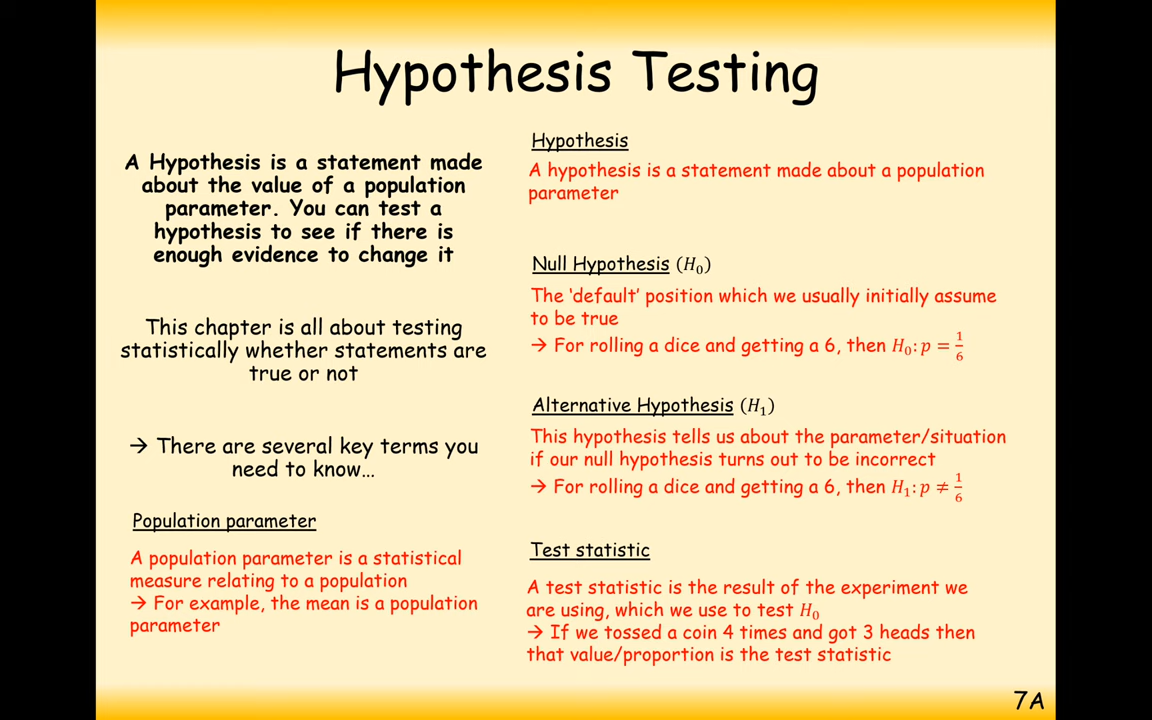 Hypothesis Testing
A Hypothesis is a statement made
about the value of a population
parameter. You can test a
hypothesis to see if there is
enough evidence to change it
This chapter is all about testing
statistically whether statements are
true or not
→ There are several key terms you
need to know…
Population parameter
A population parameter is a statistical
measure relating to a population
→ For example, the mean is a population
parameter
Hypothesis
A hypothesis is a statement made about a population
parameter
Null Hypothesis (H₀)
The ‘default’ position which we usually initially assume
to be true
→ For rolling a dice and getting a 6, then H₀: p = 1/6
Alternative Hypothesis (H₁)
This hypothesis tells us about the parameter/situation
if our null hypothesis turns out to be incorrect
→ For rolling a dice and getting a 6, then H₁: p ≠ 1/6
Test statistic
A test statistic is the result of the experiment we
are using, which we use to test H₀
→ If we tossed a coin 4 times and got 3 heads then
that value/proportion is the test statistic
7A